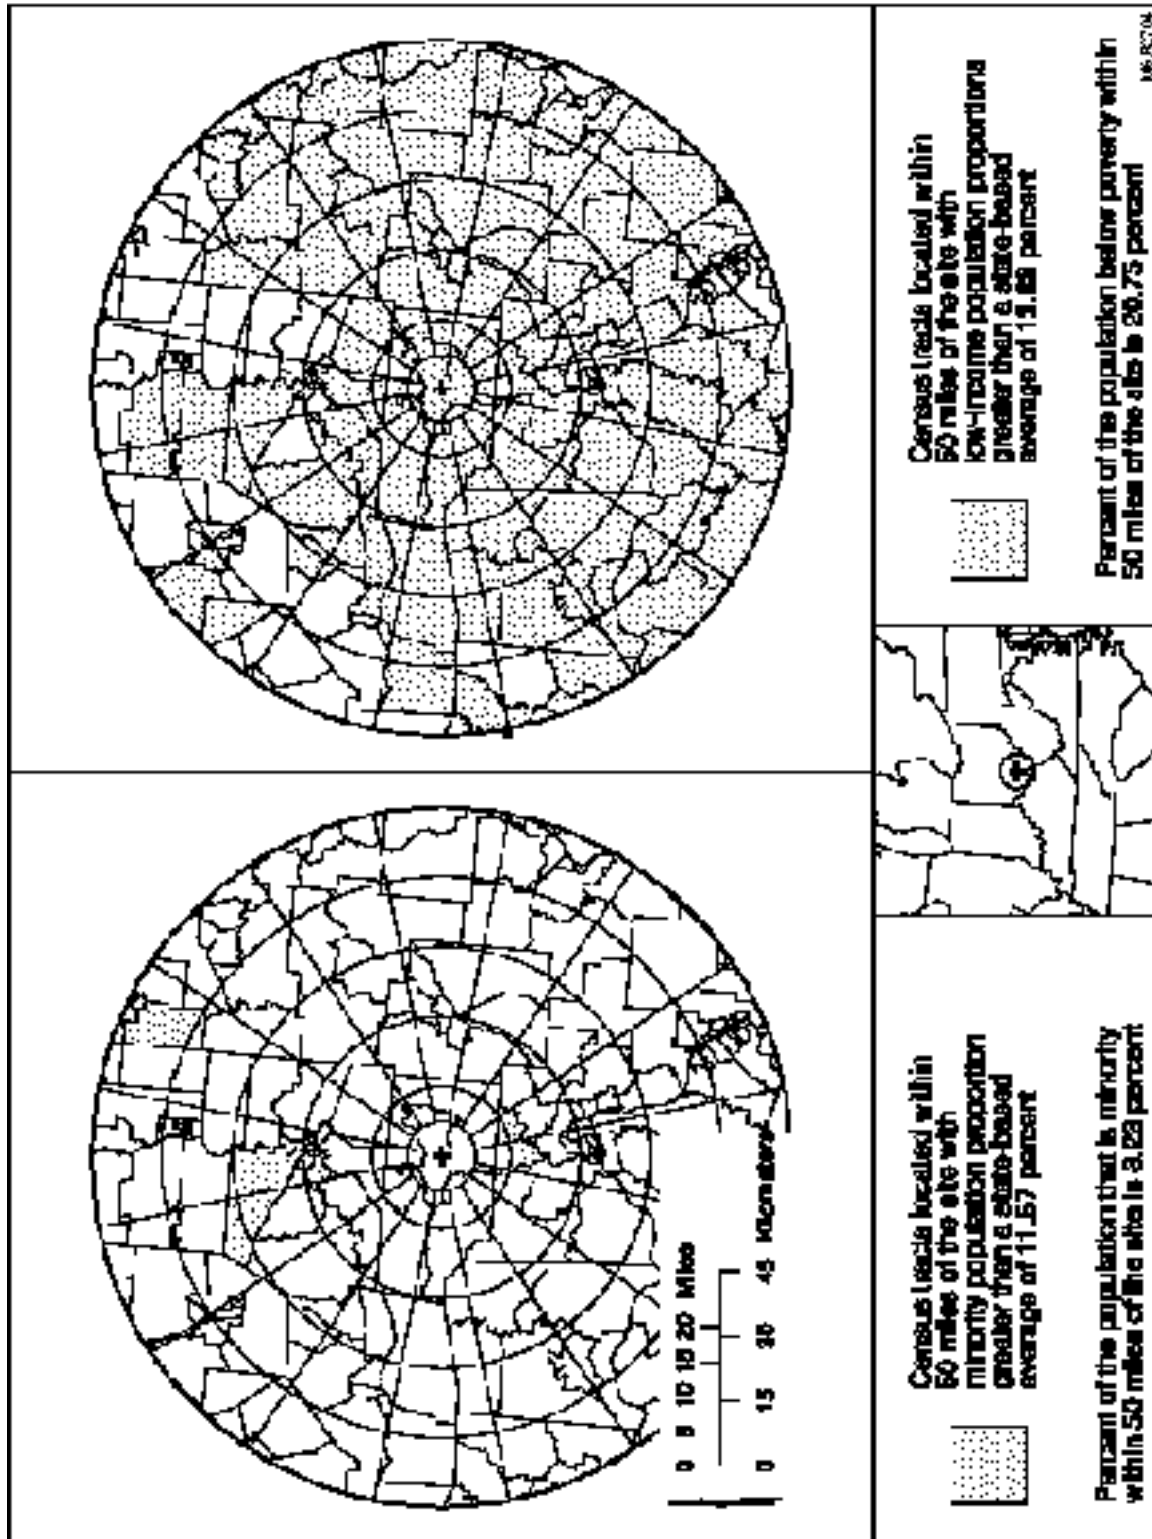 0 5 10 15 20 Miles
0 15 30 45 Kilometers
Census tracts located within
50 miles of the site with
minority population proportion
greater than a state-based
average of 11.57 percent
Percent of the population that is minority
within 50 miles of the site is 3.23 percent
Census tracts located within
50 miles of the site with
low-income population proportions
greater than a state-based
average of percent
Percent of the population below poverty within
50 miles of the site is 20.75 percent